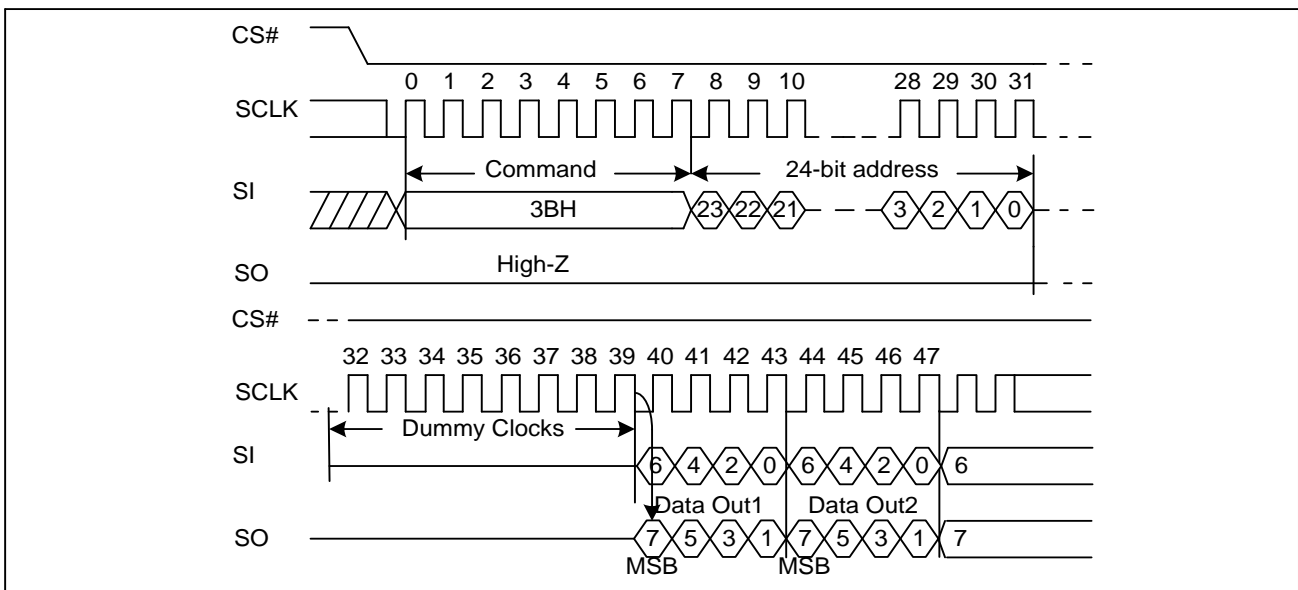 CS#
0 1 2 3 4 5 6 7 8 9 10 28 29 30 31
SCLK
Command 24-bit address
SI
3BH 23 22 21 3 2 1 0
High-Z
SO
CS#
32 33 34 35 36 37 38 39 40 41 42 43 44 45 46 47
SCLK
Dummy Clocks
SI
6 4 2 0 6 4 2 0 6
Data Out1 Data Out2
SO
7 5 3 1 7 5 3 1 7
MSB MSB